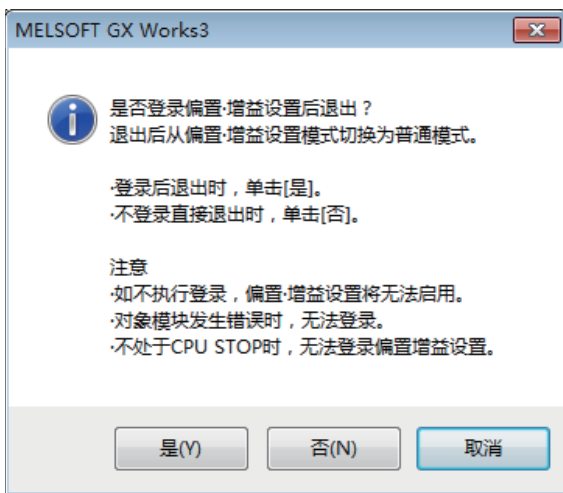 MELSOFT GX Works3
是否登录偏置·增益设置后退出？
退出后从偏置·增益设置模式切换为普通模式。
·登录后退出时，单击[是]。
·不登录直接退出时，单击[否]。
注意
·如不执行登录，偏置·增益设置将无法启用。
·对象模块发生错误时，无法登录。
·不处于CPU STOP时，无法登录偏置增益设置。
是(Y)
否(N)
取消